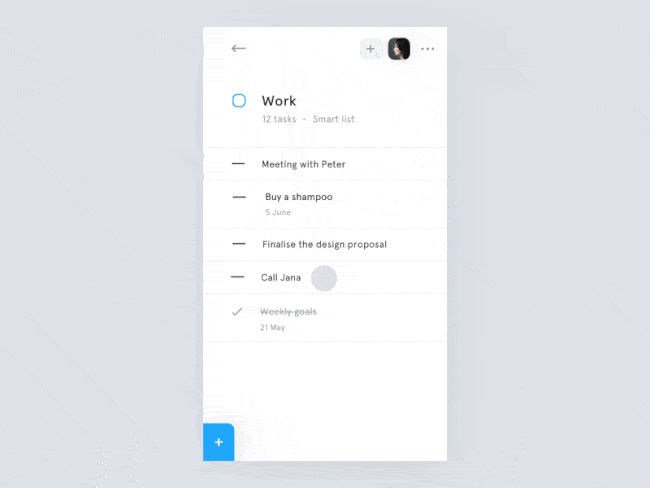 Work
12 tasks • Smart list
Meeting with Peter
Buy a shampoo
5 June
Finalise the design proposal
Call Jana
Weekly goals
21 May